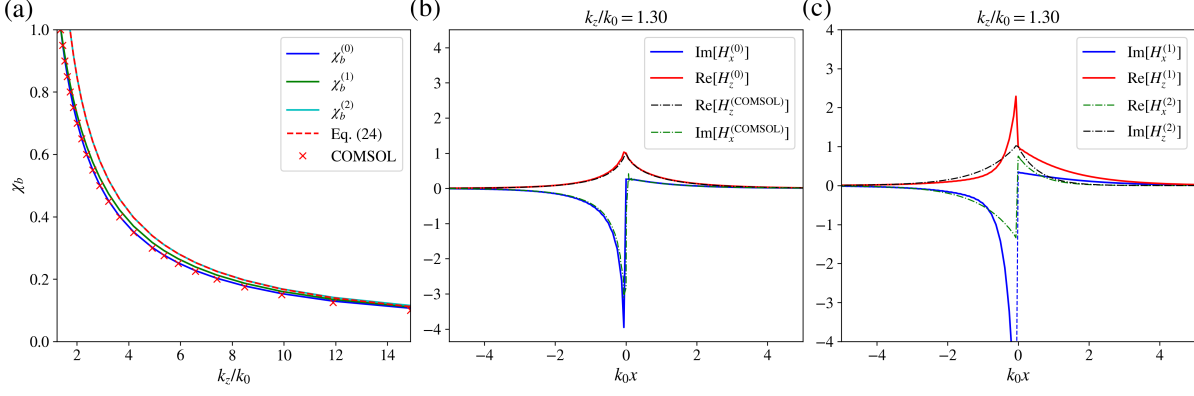 (a)
1.0
0.8
0.6
0.4
0.2
0.0
χ_b
2
4
6
8
10
12
14
k_z/k_0
χ_b^(0)
χ_b^(1)
χ_b^(2)
Eq. (24)
COMSOL
(b)
k_z/k_0 = 1.30
4
3
2
1
0
−1
−2
−3
−4
−4
−2
0
2
4
k_0x
Im[H_x^(0)]
Re[H_z^(0)]
Re[H_z^(COMSOL)]
Im[H_x^(COMSOL)]
(c)
k_z/k_0 = 1.30
4
3
2
1
0
−1
−2
−3
−4
−4
−2
0
2
4
k_0x
Im[H_x^(1)]
Re[H_z^(1)]
Re[H_x^(2)]
Im[H_z^(2)]